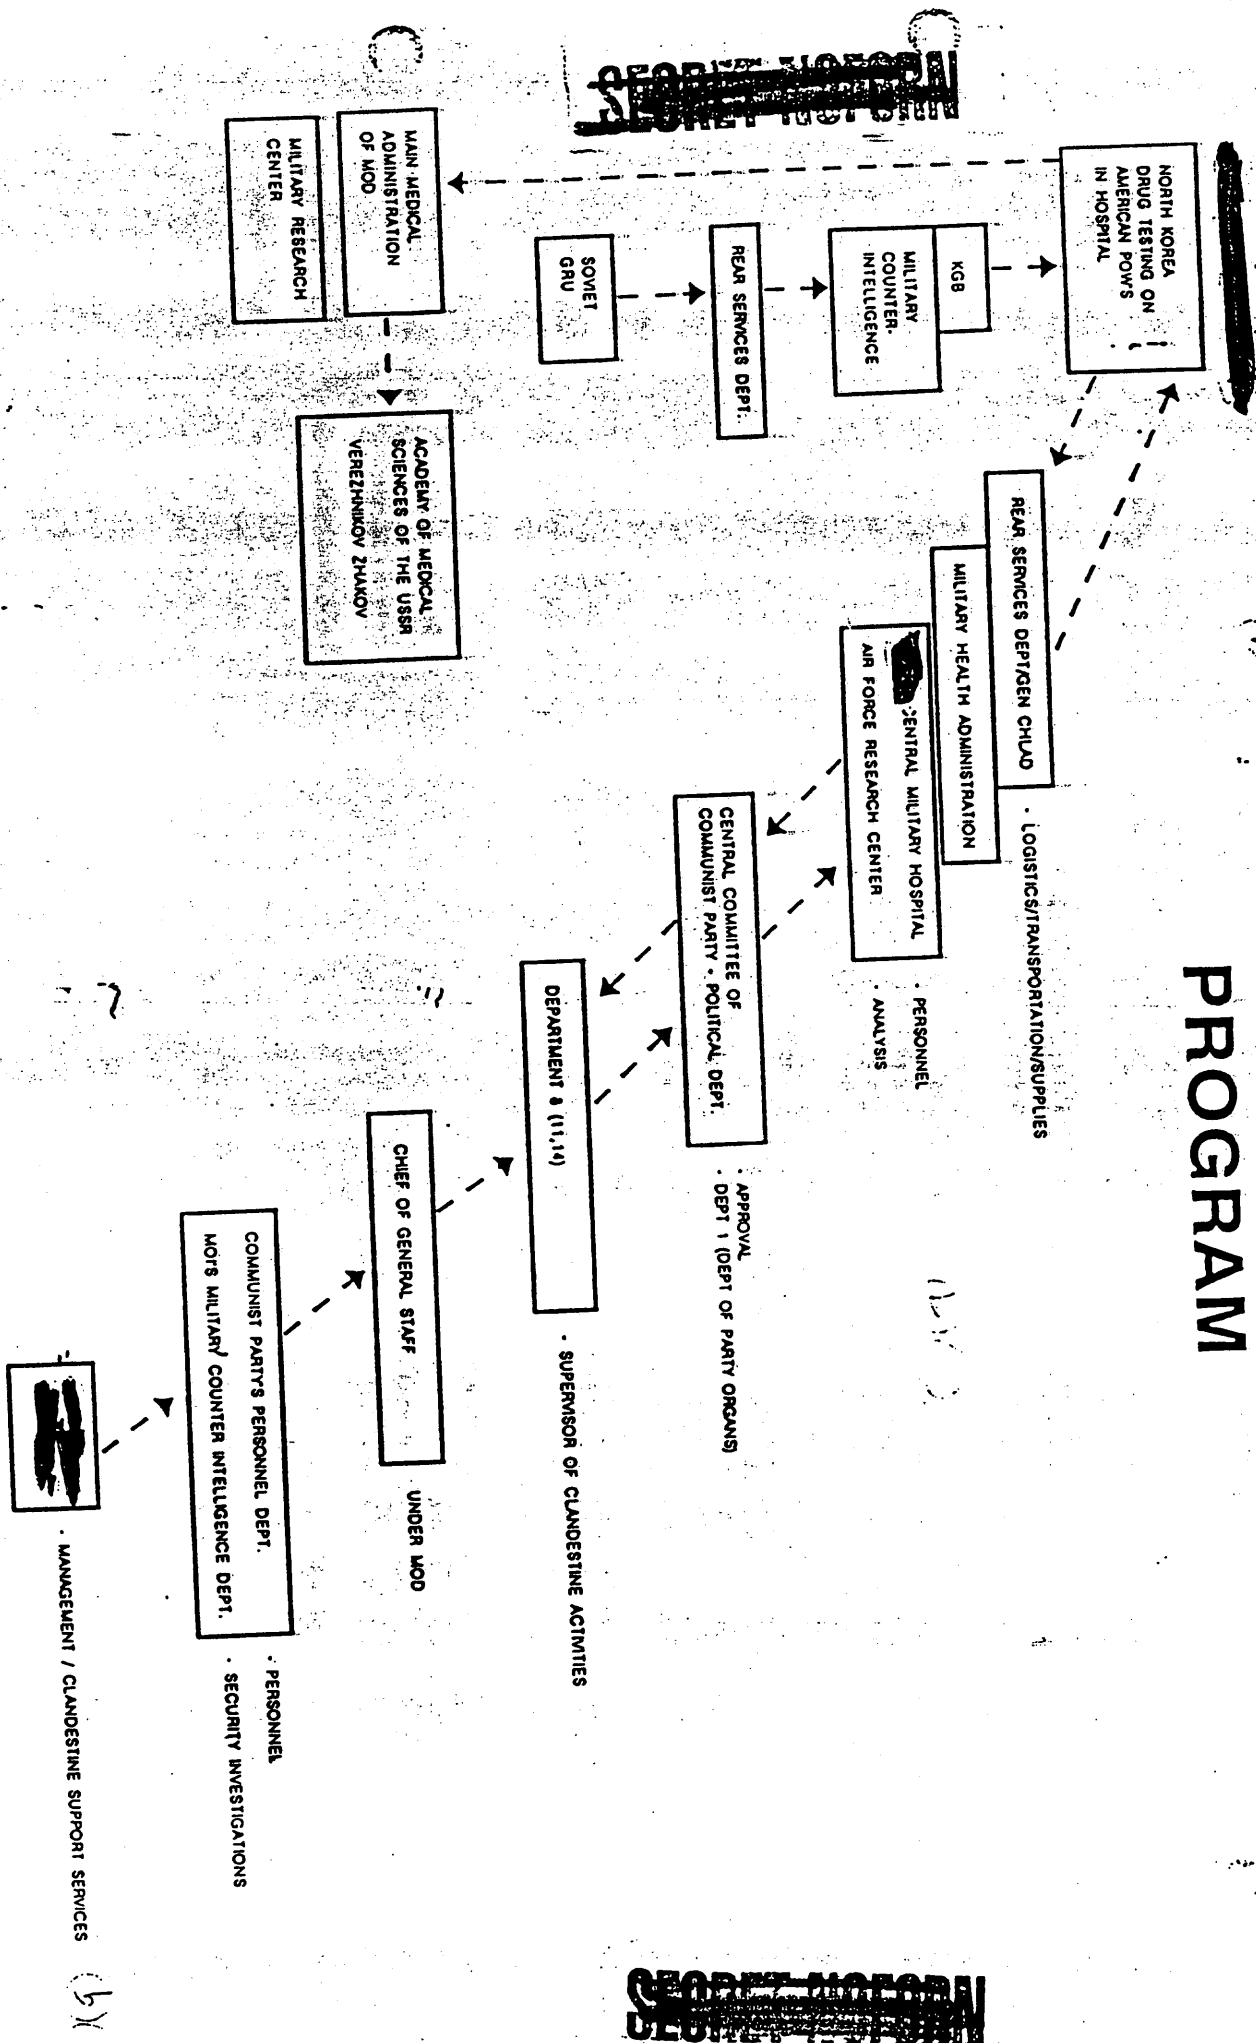 SECRET NOFORN
PROGRAM
NORTH KOREA
DRUG TESTING ON
AMERICAN POW'S
IN HOSPITAL
KGB
MILITARY
COUNTER-
INTELLIGENCE
REAR SERVICES DEPT.
SOVIET
GRU
MAIN MEDICAL
ADMINISTRATION
OF MOD
MILITARY RESEARCH
CENTER
ACADEMY OF MEDICAL
SCIENCES OF THE USSR
VEREZHNIKOV ZHAKOV
REAR SERVICES DEPT/GEN CHLAD
· LOGISTICS/TRANSPORTATION/SUPPLIES
MILITARY HEALTH ADMINISTRATION
CENTRAL MILITARY HOSPITAL
AIR FORCE RESEARCH CENTER
· PERSONNEL
· ANALYSIS
CENTRAL COMMITTEE OF
COMMUNIST PARTY · POLITICAL DEPT.
· APPROVAL
· DEPT 1 (DEPT OF PARTY ORGANS)
DEPARTMENT 8 (11,14)
· SUPERVISOR OF CLANDESTINE ACTIVITIES
CHIEF OF GENERAL STAFF
UNDER MOD
COMMUNIST PARTY'S PERSONNEL DEPT.
MOI'S MILITARY COUNTER INTELLIGENCE DEPT.
· PERSONNEL
· SECURITY INVESTIGATIONS
· MANAGEMENT / CLANDESTINE SUPPORT SERVICES
SECRET NOFORN